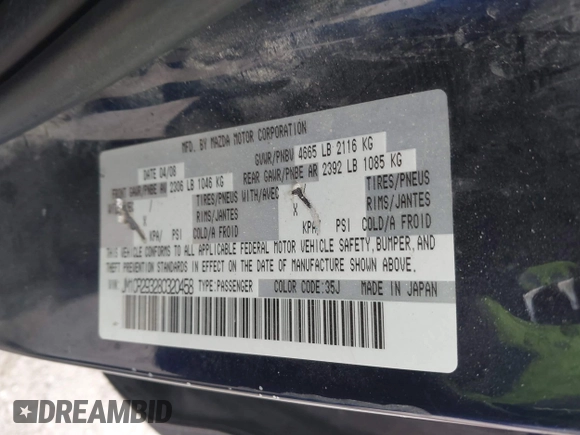 MFD. BY MAZDA MOTOR CORPORATION
DATE 04/08 GVWR/PNBV 4665 LB 2116 KG
FRONT GAWR/PNBE AV 2306 LB 1046 KG REAR GAWR/PNBE AR 2392 LB 1085 KG
TIRES/PNEUS WITH/AVEC TIRES/PNEUS
X RIMS/JANTES X RIMS/JANTES
KPA/ PSI COLD/A FROID KPA/ PSI COLD/A FROID
THIS VEHICLE CONFORMS TO ALL APPLICABLE FEDERAL MOTOR VEHICLE SAFETY, BUMPER, AND
THEFT PREVENTION STANDARDS IN EFFECT ON THE DATE OF MANUFACTURE SHOWN ABOVE.
VIN: JM1CR293280320458 TYPE:PASSENGER COLOR CODE:35J MADE IN JAPAN
DREAMBID